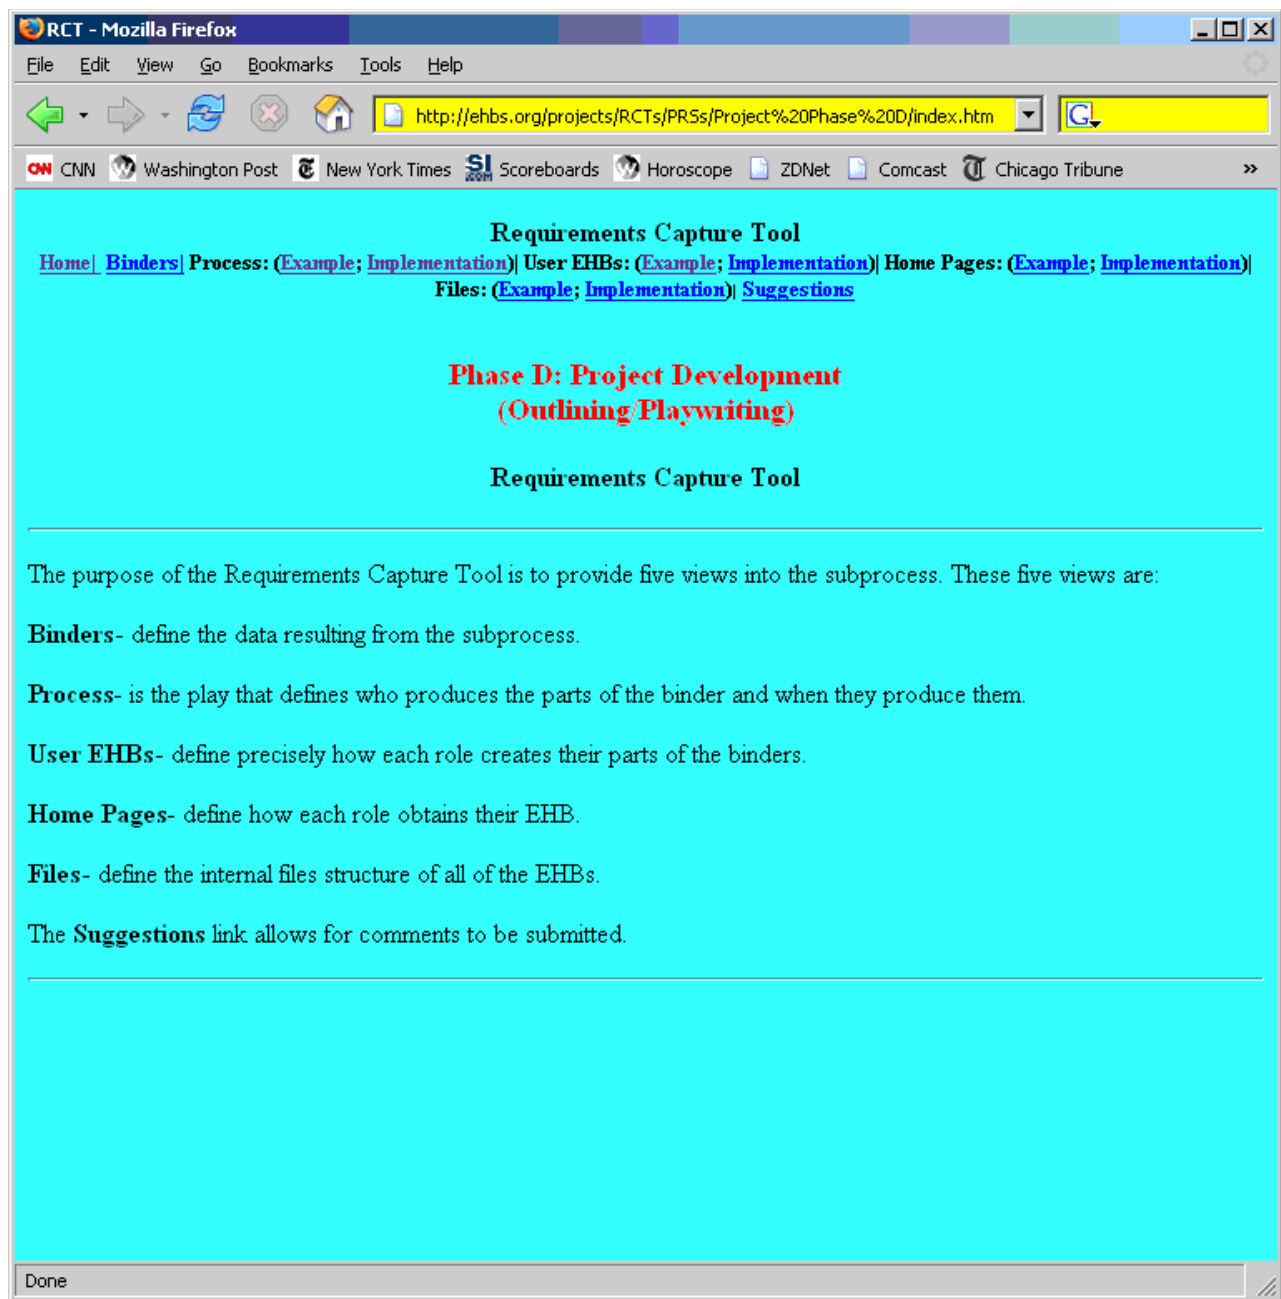 RCT - Mozilla Firefox
File Edit View Go Bookmarks Tools Help
http://ehbs.org/projects/RCTs/PRSs/Project%20Phase%20D/index.htm G
CNN CNN Washington Post New York Times SI.COM Scoreboards Horoscope ZDNet Comcast Chicago Tribune »
Requirements Capture Tool
Home| Binders| Process: (Example; Implementation)| User EHBs: (Example; Implementation)| Home Pages: (Example; Implementation)|
Files: (Example; Implementation)| Suggestions
Phase D: Project Development
(Outlining/Playwriting)
Requirements Capture Tool
The purpose of the Requirements Capture Tool is to provide five views into the subprocess. These five views are:
Binders- define the data resulting from the subprocess.
Process- is the play that defines who produces the parts of the binder and when they produce them.
User EHBs- define precisely how each role creates their parts of the binders.
Home Pages- define how each role obtains their EHB.
Files- define the internal files structure of all of the EHBs.
The Suggestions link allows for comments to be submitted.
Done